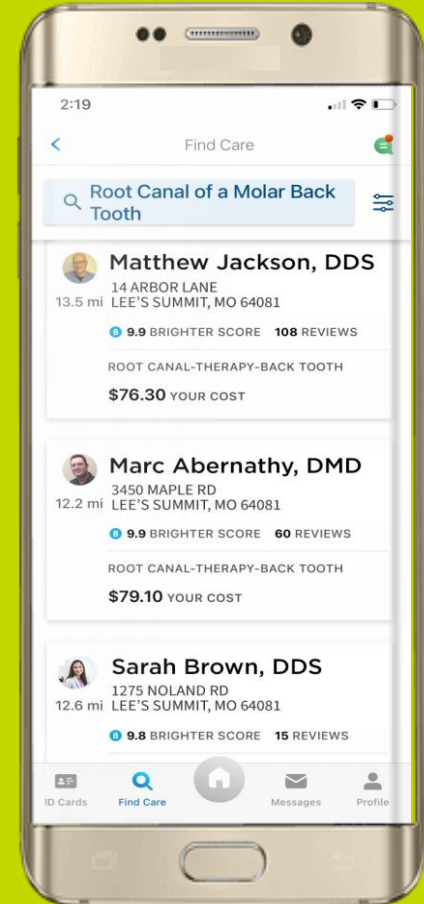 2:19
Find Care
Root Canal of a Molar Back
Tooth
Matthew Jackson, DDS
14 ARBOR LANE
13.5 mi LEE'S SUMMIT, MO 64081
8 9.9 BRIGHTER SCORE 108 REVIEWS
ROOT CANAL-THERAPY-BACK TOOTH
$76.30 YOUR COST
Marc Abernathy, DMD
3450 MAPLE RD
12.2 mi LEE'S SUMMIT, MO 64081
8 9.9 BRIGHTER SCORE 60 REVIEWS
ROOT CANAL-THERAPY-BACK TOOTH
$79.10 YOUR COST
Sarah Brown, DDS
1275 NOLAND RD
12.6 mi LEE'S SUMMIT, MO 64081
8 9.8 BRIGHTER SCORE 15 REVIEWS
ID Cards Find Care Messages Profile